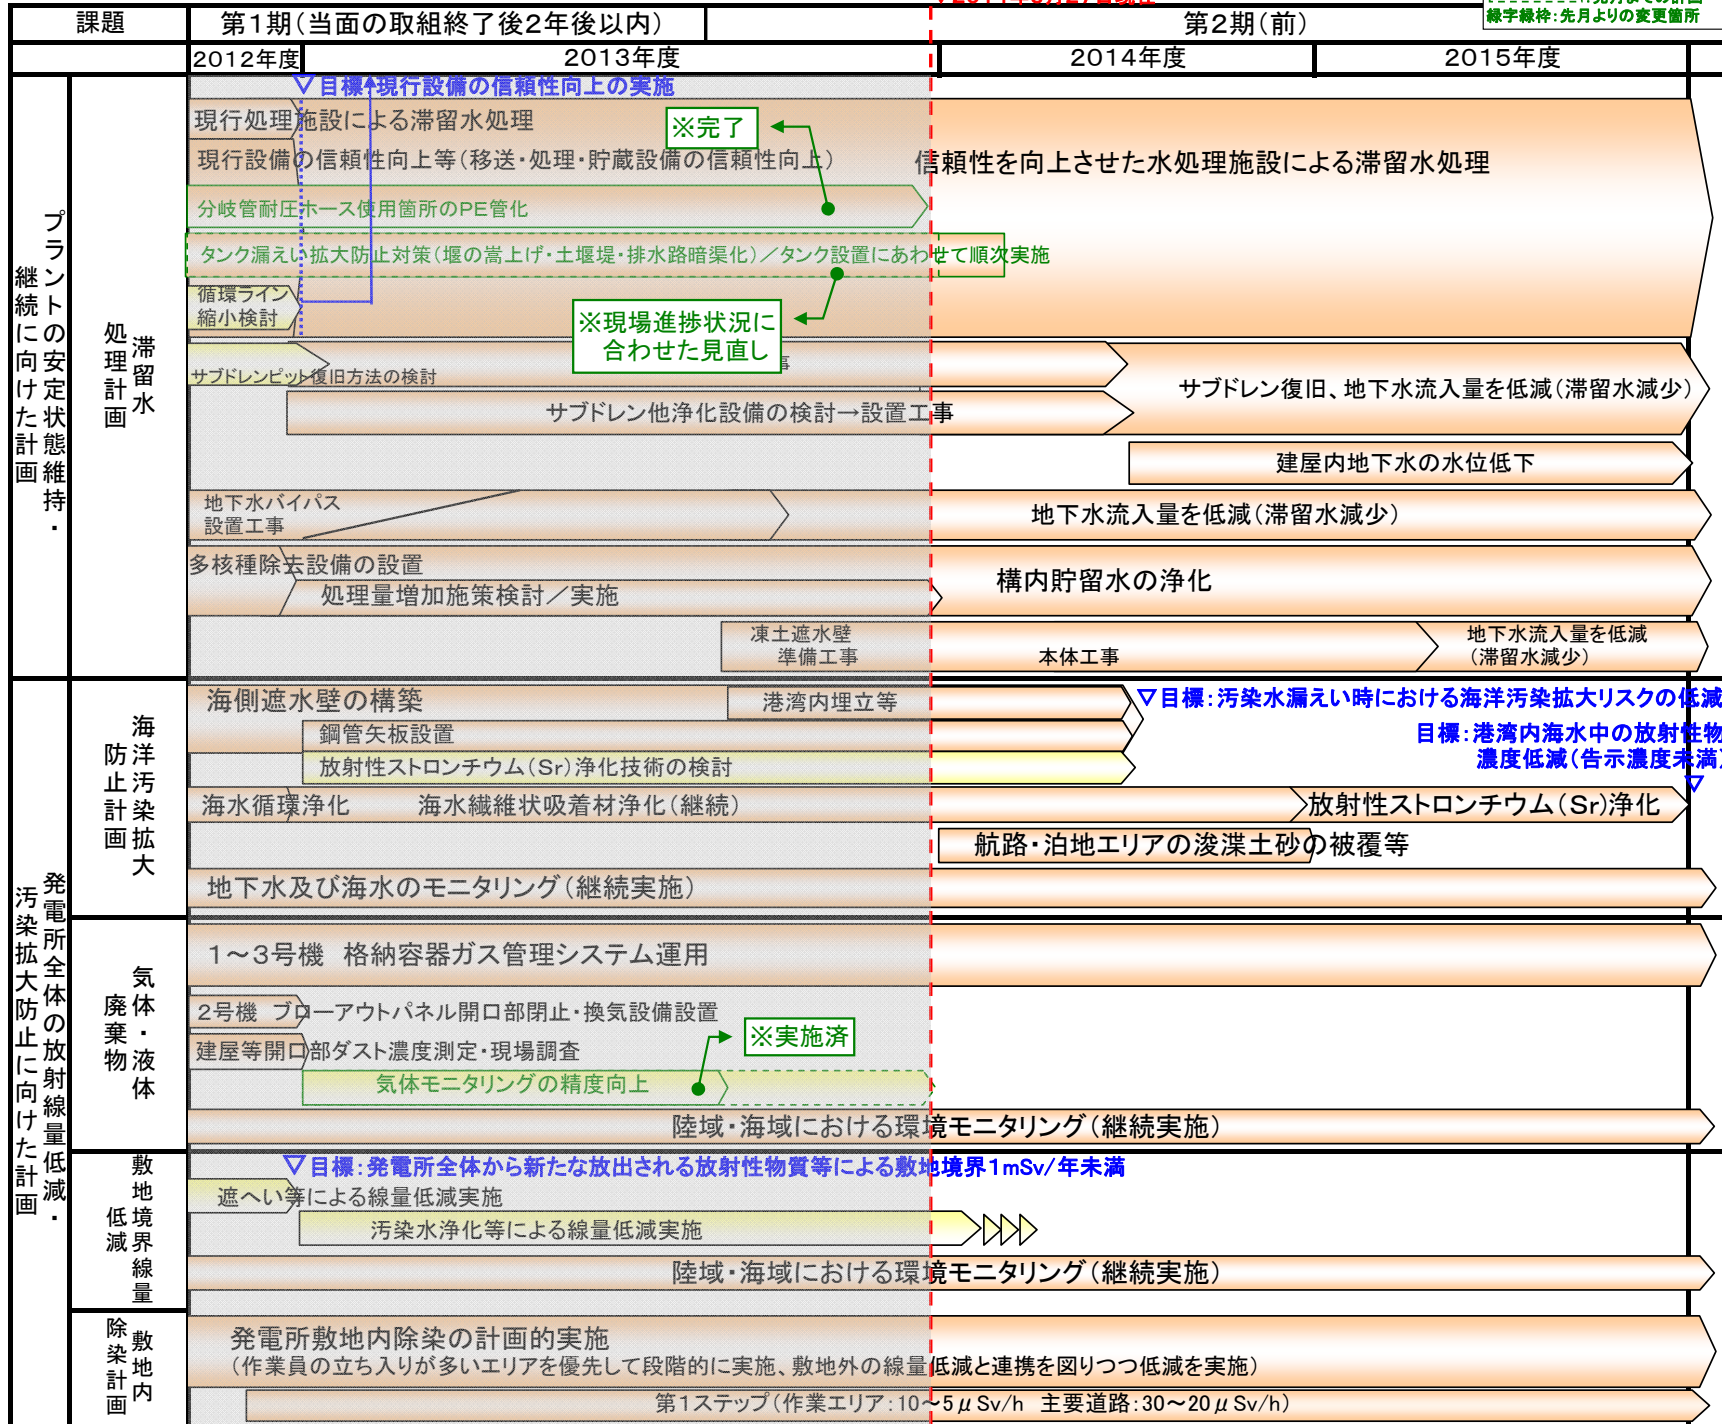 課題
第1期(当面の取組終了後2年後以内)
第2期(前)
緑字緑枠:先月よりの変更箇所
2012年度
2013年度
2014年度
2015年度
プラントの安定状態維持・
継続に向けた計画
滞留水
処理計画
▽目標:現行設備の信頼性向上の実施
現行処理施設による滞留水処理
※完了
現行設備の信頼性向上等(移送・処理・貯蔵設備の信頼性向上)
信頼性を向上させた水処理施設による滞留水処理
分岐管耐圧ホース使用箇所のPE管化
タンク漏えい拡大防止対策(堰の嵩上げ・土堰堤・排水路暗渠化)/タンク設置にあわせて順次実施
循環ライン
縮小検討
※現場進捗状況に
合わせた見直し
事
サブドレンピット復旧方法の検討
サブドレン復旧、地下水流入量を低減(滞留水減少)
サブドレン他浄化設備の検討→設置工事
建屋内地下水の水位低下
地下水バイパス
設置工事
地下水流入量を低減(滞留水減少)
多核種除去設備の設置
処理量増加施策検討/実施
構内貯留水の浄化
凍土遮水壁
準備工事
本体工事
地下水流入量を低減
(滞留水減少)
発電所全体の放射線量低減・
汚染拡大防止に向けた計画
海洋汚染拡大
防止計画
海側遮水壁の構築
港湾内埋立等
▽目標:汚染水漏えい時における海洋汚染拡大リスクの低減
鋼管矢板設置
目標:港湾内海水中の放射性物
濃度低減(告示濃度未満)
▽
放射性ストロンチウム(Sr)浄化技術の検討
海水循環浄化
海水繊維状吸着材浄化(継続)
放射性ストロンチウム(Sr)浄化
航路・泊地エリアの浚渫土砂の被覆等
地下水及び海水のモニタリング(継続実施)
気体・液体
廃棄物
1~3号機 格納容器ガス管理システム運用
2号機 ブローアウトパネル開口部閉止・換気設備設置
※実施済
建屋等開口部ダスト濃度測定・現場調査
気体モニタリングの精度向上
陸域・海域における環境モニタリング(継続実施)
敷地境界線量
低減
▽目標:発電所全体から新たな放出される放射性物質等による敷地境界1mSv/年未満
遮へい等による線量低減実施
汚染水浄化等による線量低減実施
陸域・海域における環境モニタリング(継続実施)
敷地内
除染計画
発電所敷地内除染の計画的実施
(作業員の立ち入りが多いエリアを優先して段階的に実施、敷地外の線量低減と連携を図りつつ低減を実施)
第1ステップ(作業エリア:10~5μSv/h 主要道路:30~20μSv/h)